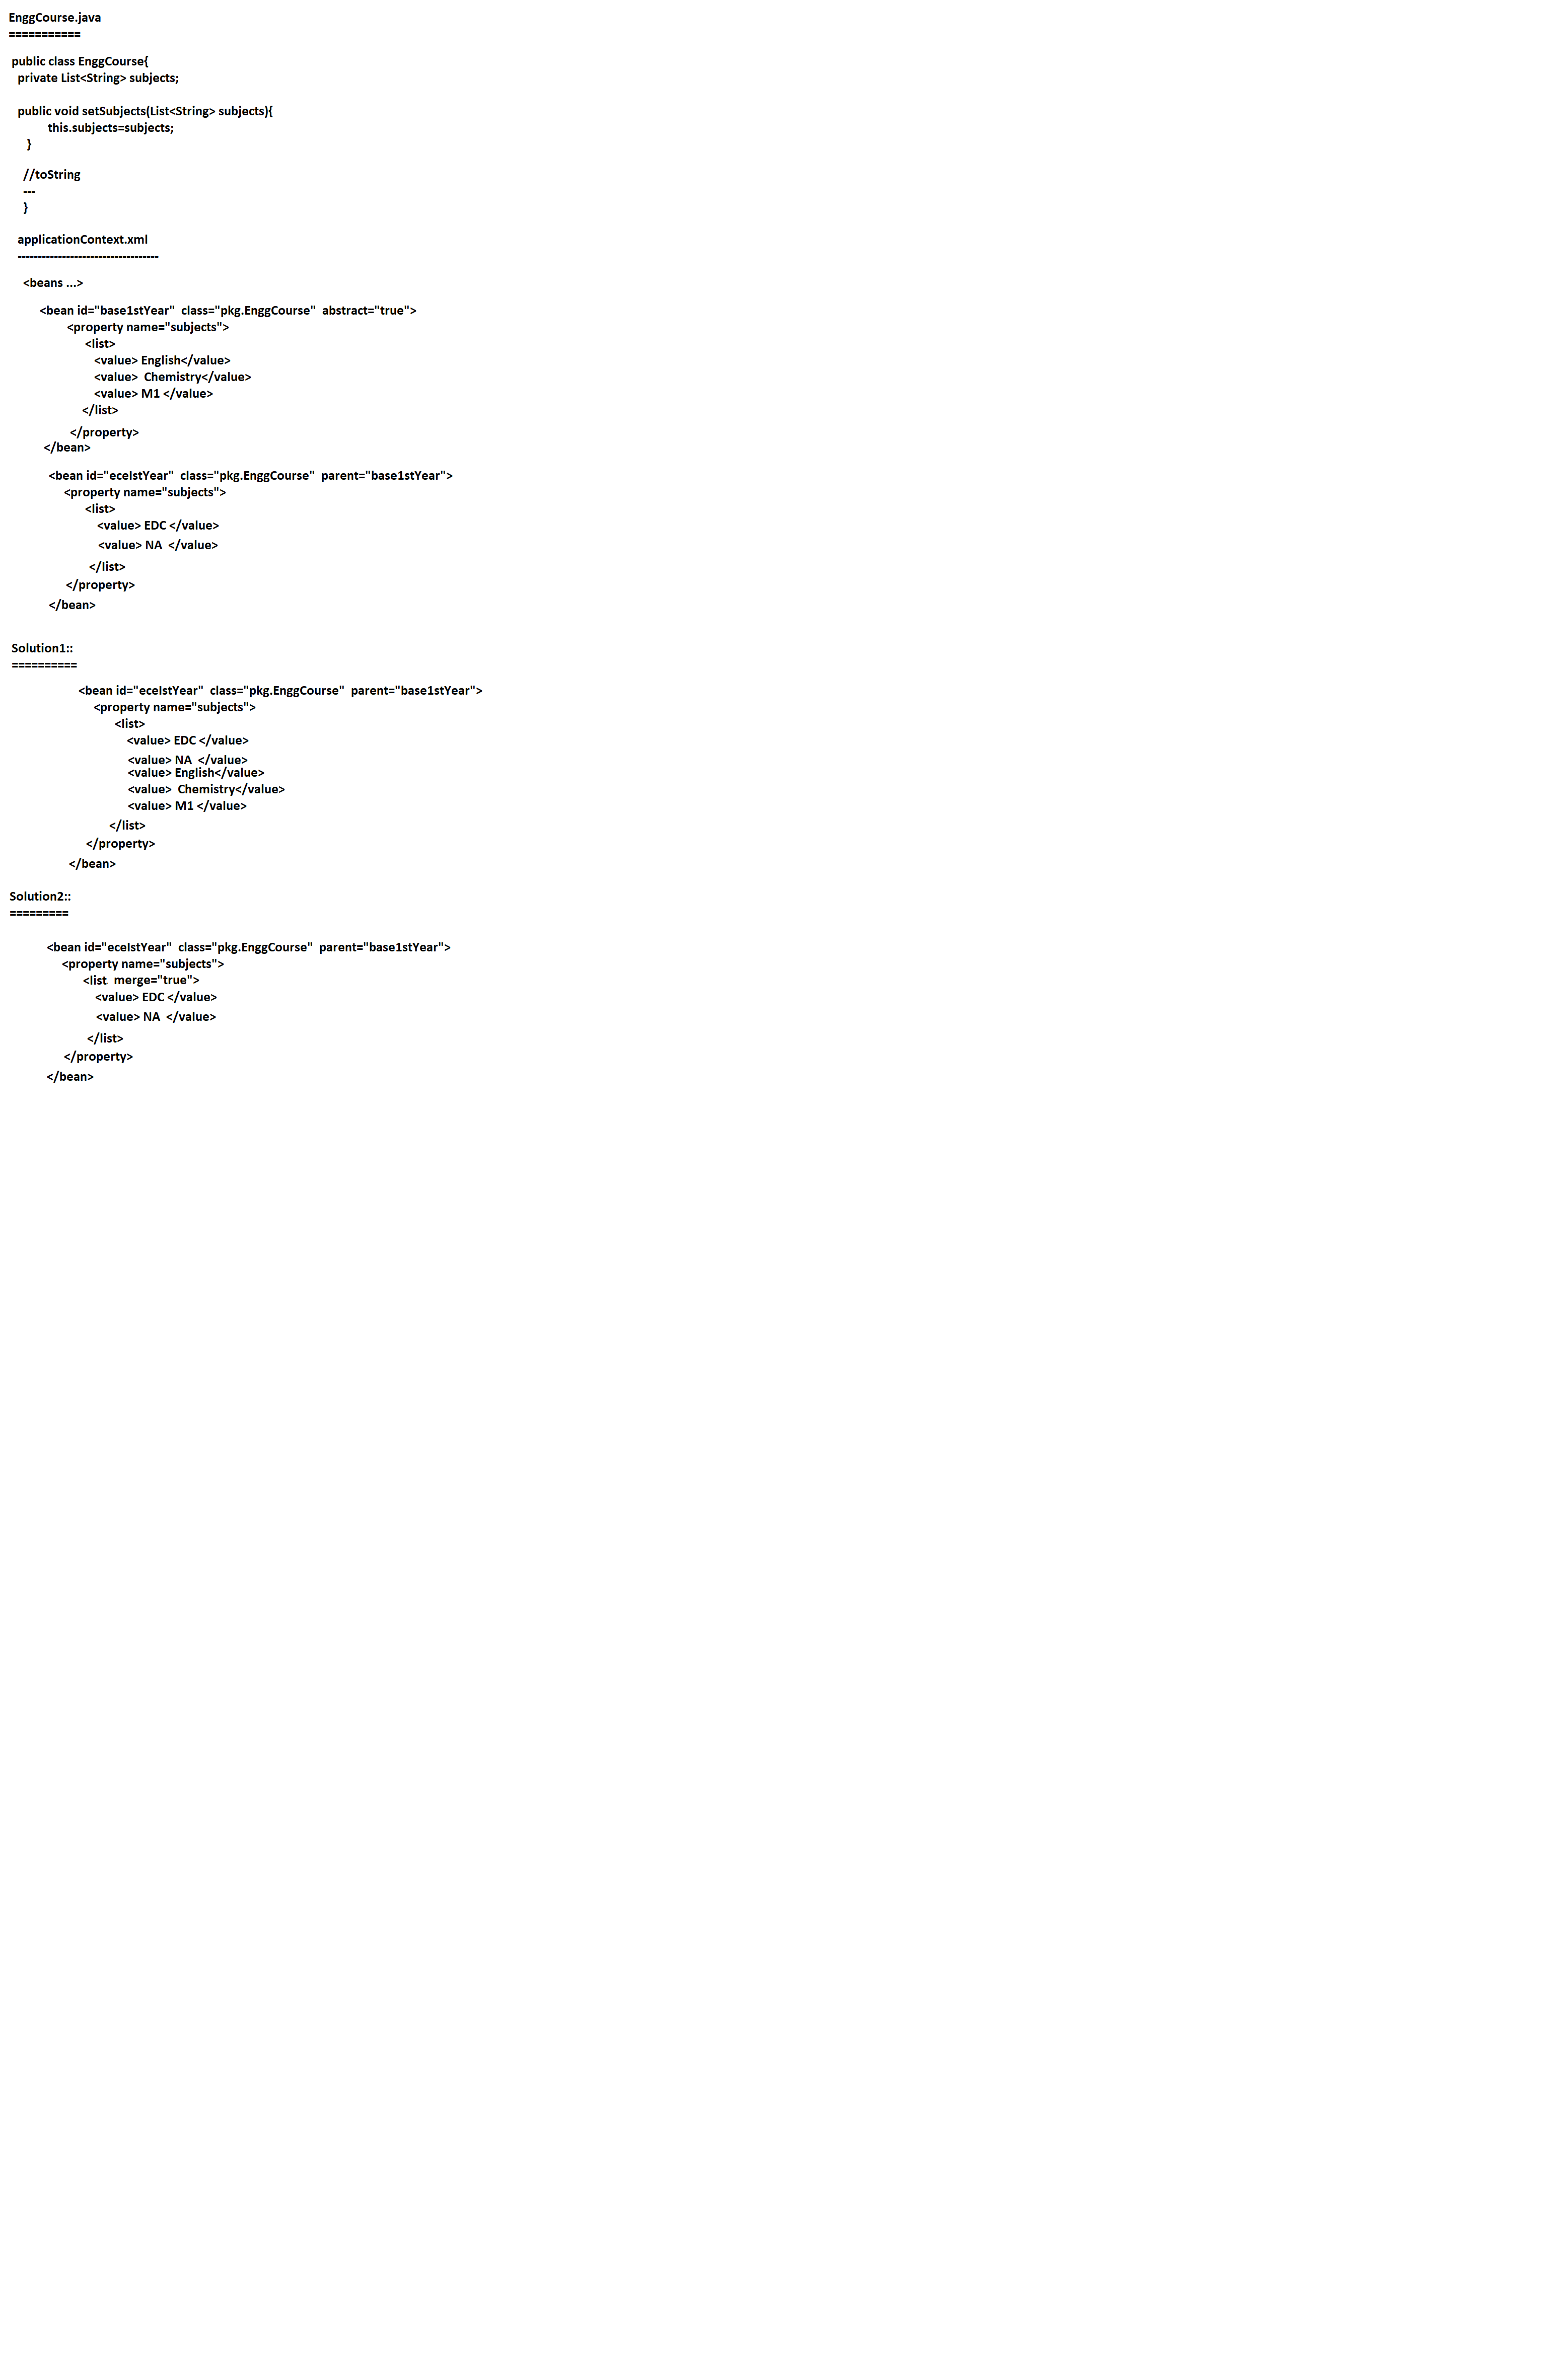 EnggCourse.java
===========
public class EnggCourse{
private List<String> subjects;
public void setSubjects(List<String> subjects){
this.subjects=subjects;
}
//toString
---
}
applicationContext.xml
-----------------------------------
<beans ...>
<bean id="base1stYear" class="pkg.EnggCourse" abstract="true">
<property name="subjects">
<list>
<value> English</value>
<value> Chemistry</value>
<value> M1 </value>
</list>
</property>
</bean>
<bean id="eceIstYear" class="pkg.EnggCourse" parent="base1stYear">
<property name="subjects">
<list>
<value> EDC </value>
<value> NA </value>
</list>
</property>
</bean>
Solution1::
==========
<bean id="eceIstYear" class="pkg.EnggCourse" parent="base1stYear">
<property name="subjects">
<list>
<value> EDC </value>
<value> NA </value>
<value> English</value>
<value> Chemistry</value>
<value> M1 </value>
</list>
</property>
</bean>
Solution2::
=========
<bean id="eceIstYear" class="pkg.EnggCourse" parent="base1stYear">
<property name="subjects">
<list merge="true">
<value> EDC </value>
<value> NA </value>
</list>
</property>
</bean>